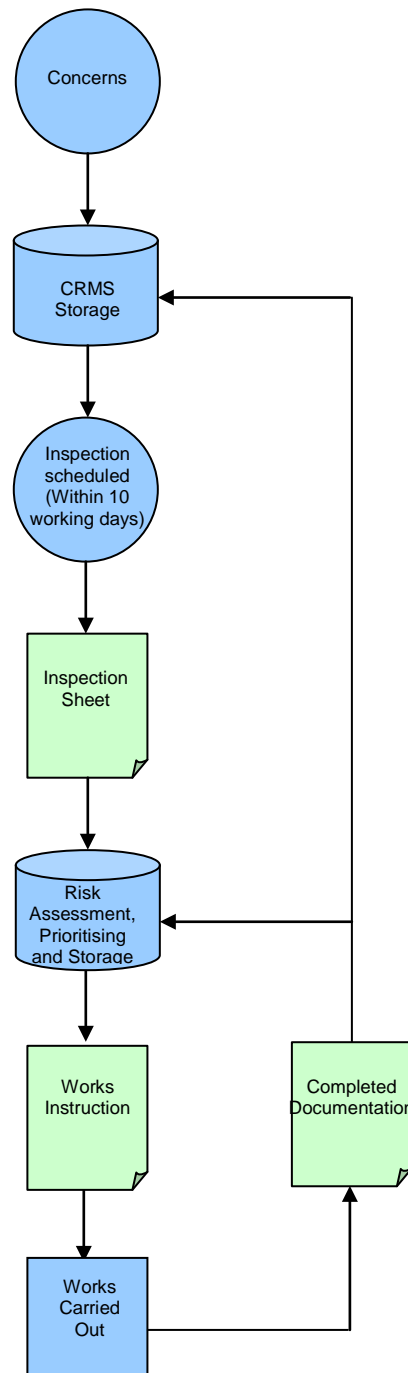 Concerns
CRMS
Storage
Inspection
scheduled
(Within 10
working days)
Inspection
Sheet
Risk
Assessment,
Prioritising
and Storage
Works
Instruction
Completed
Documentation
Works
Carried
Out